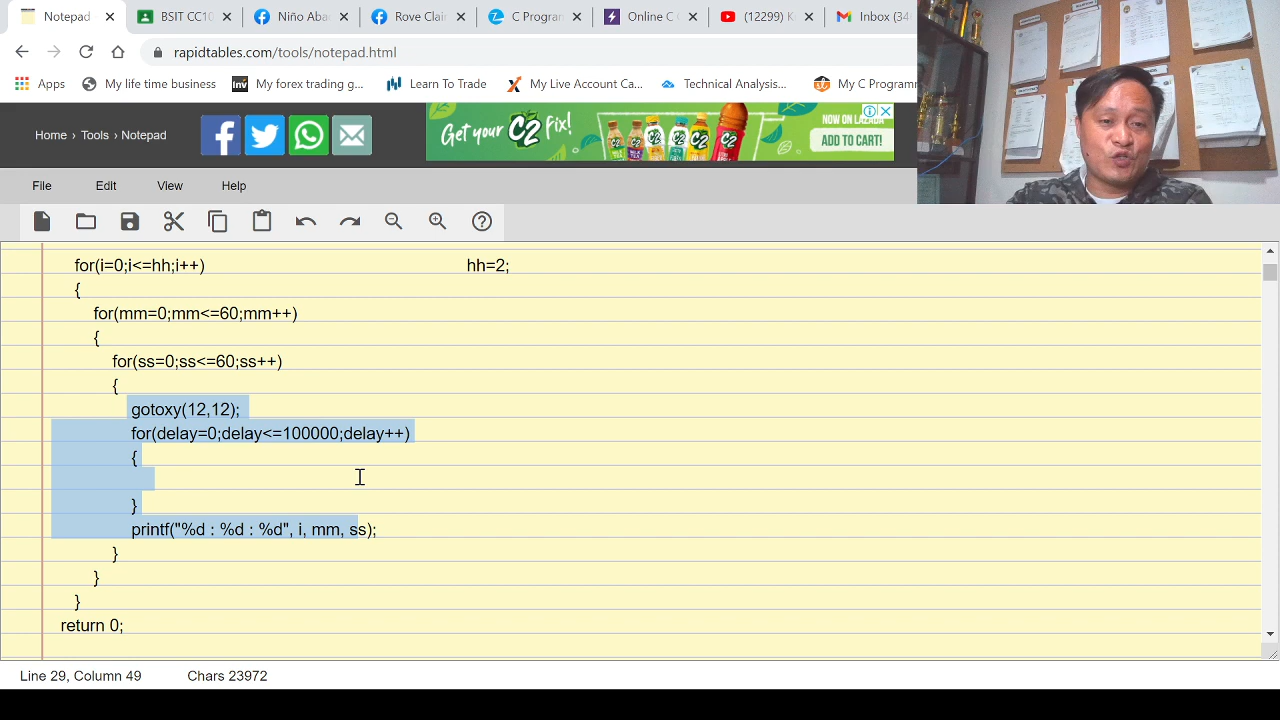 Notepad
BSIT CC10
Niño Aba
Rowe Clai
C Program
Online C C
(12299) K
Inbox (34
rapidtables.com/tools/notepad.html
Apps
My life time business
inv
My forex trading g...
Learn To Trade
My Live Account Ca...
Technical Analysis...
My C Programm
Home › Tools › Notepad
Get your C2 Fix!
NOW ON LAZADA
ADD TO CART!
File
Edit
View
Help
for(i=0;i<=hh;i++) hh=2;
{
for(mm=0;mm<=60;mm++)
{
for(ss=0;ss<=60;ss++)
{
gotoxy(12,12);
for(delay=0;delay<=100000;delay++)
{
}
printf("%d : %d : %d", i, mm, ss);
}
}
}
return 0;
Line 29, Column 49
Chars 23972